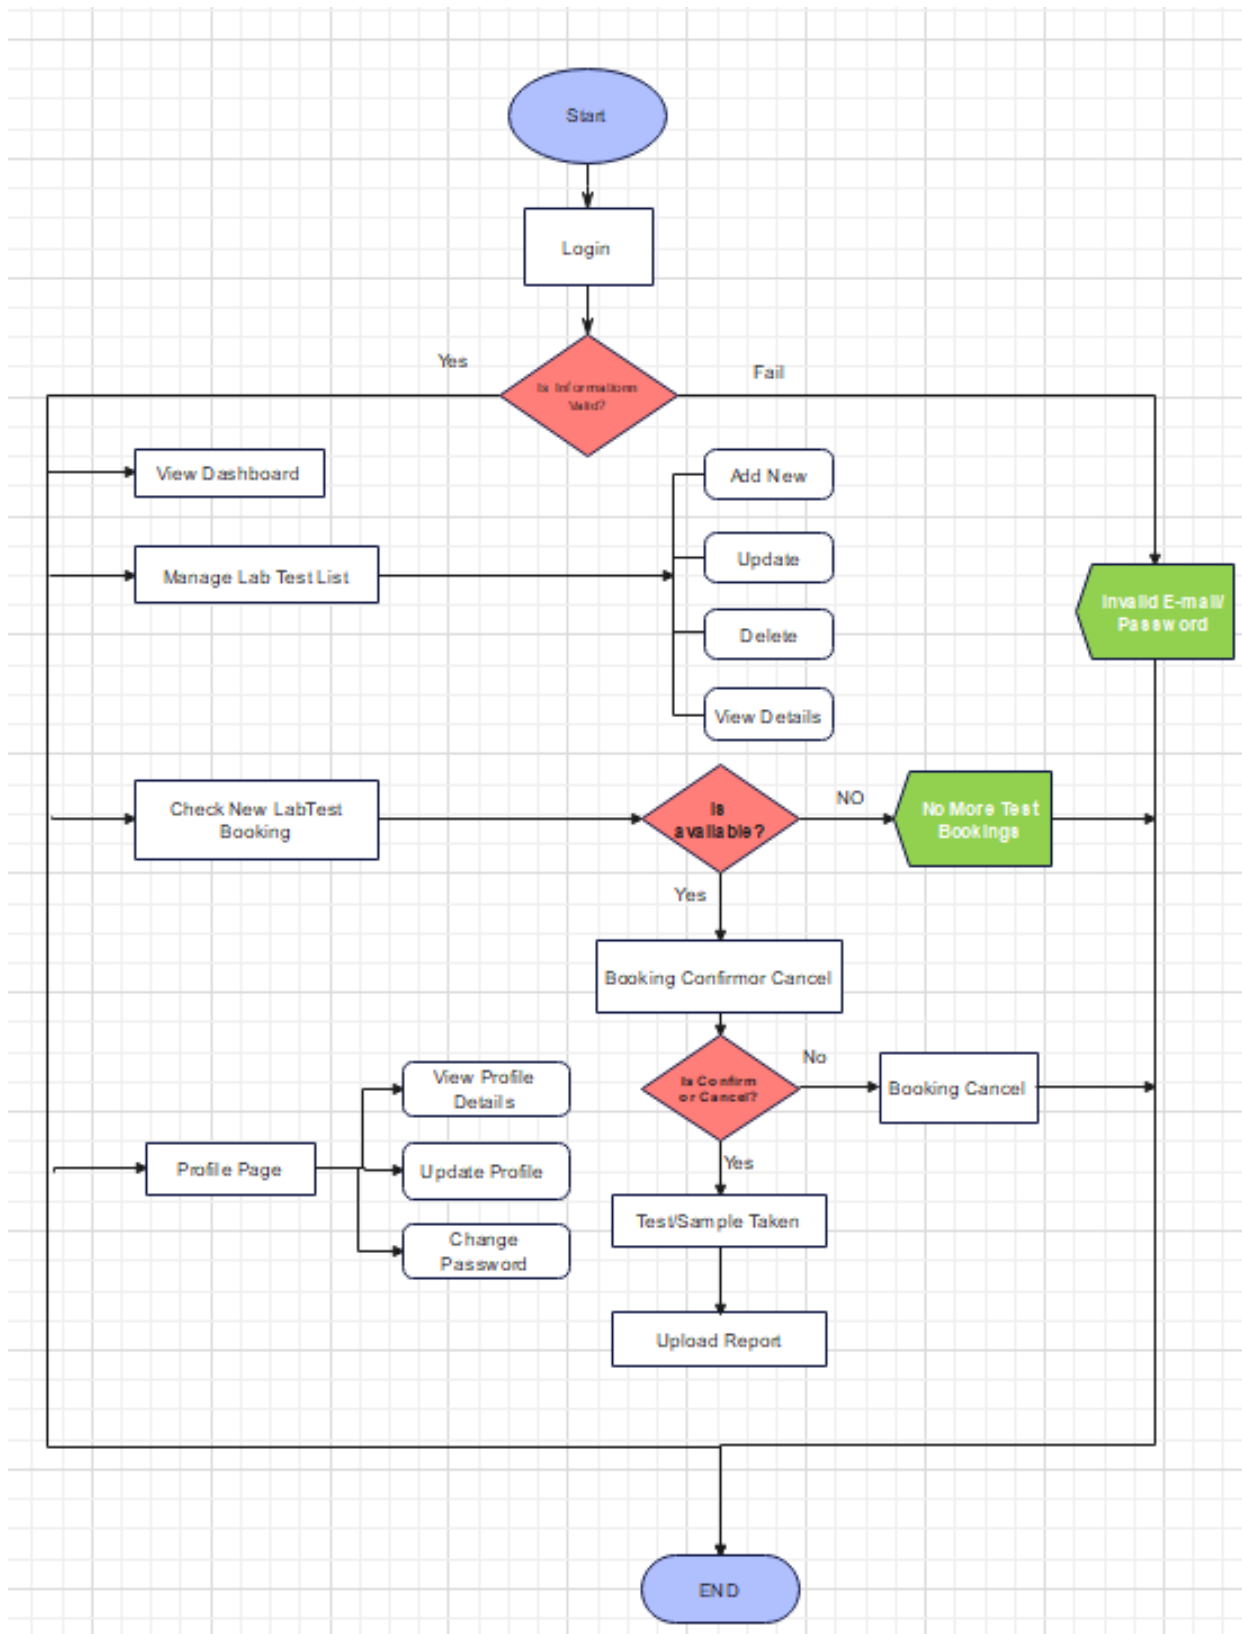 Start
Login
Yes
Fail
Is Informationn
Valid?
View Dashboard
Add New
Manage Lab Test List
Update
Invalid E-mail/
Password
Delete
View Details
Check New LabTest
Booking
Is
available?
NO
No More Test
Bookings
Yes
Booking Confirmor Cancel
Is Confirm
or Cancel?
No
Booking Cancel
View Profile
Details
Profile Page
Update Profile
Yes
Test/Sample Taken
Change
Password
Upload Report
END